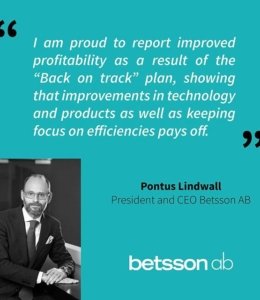 “
I am proud to report improved
profitability as a result of the
“Back on track” plan, showing
that improvements in technology
and products as well as keeping
focus on efficiencies pays off.
”
Pontus Lindwall
President and CEO Betsson AB
betsson ab